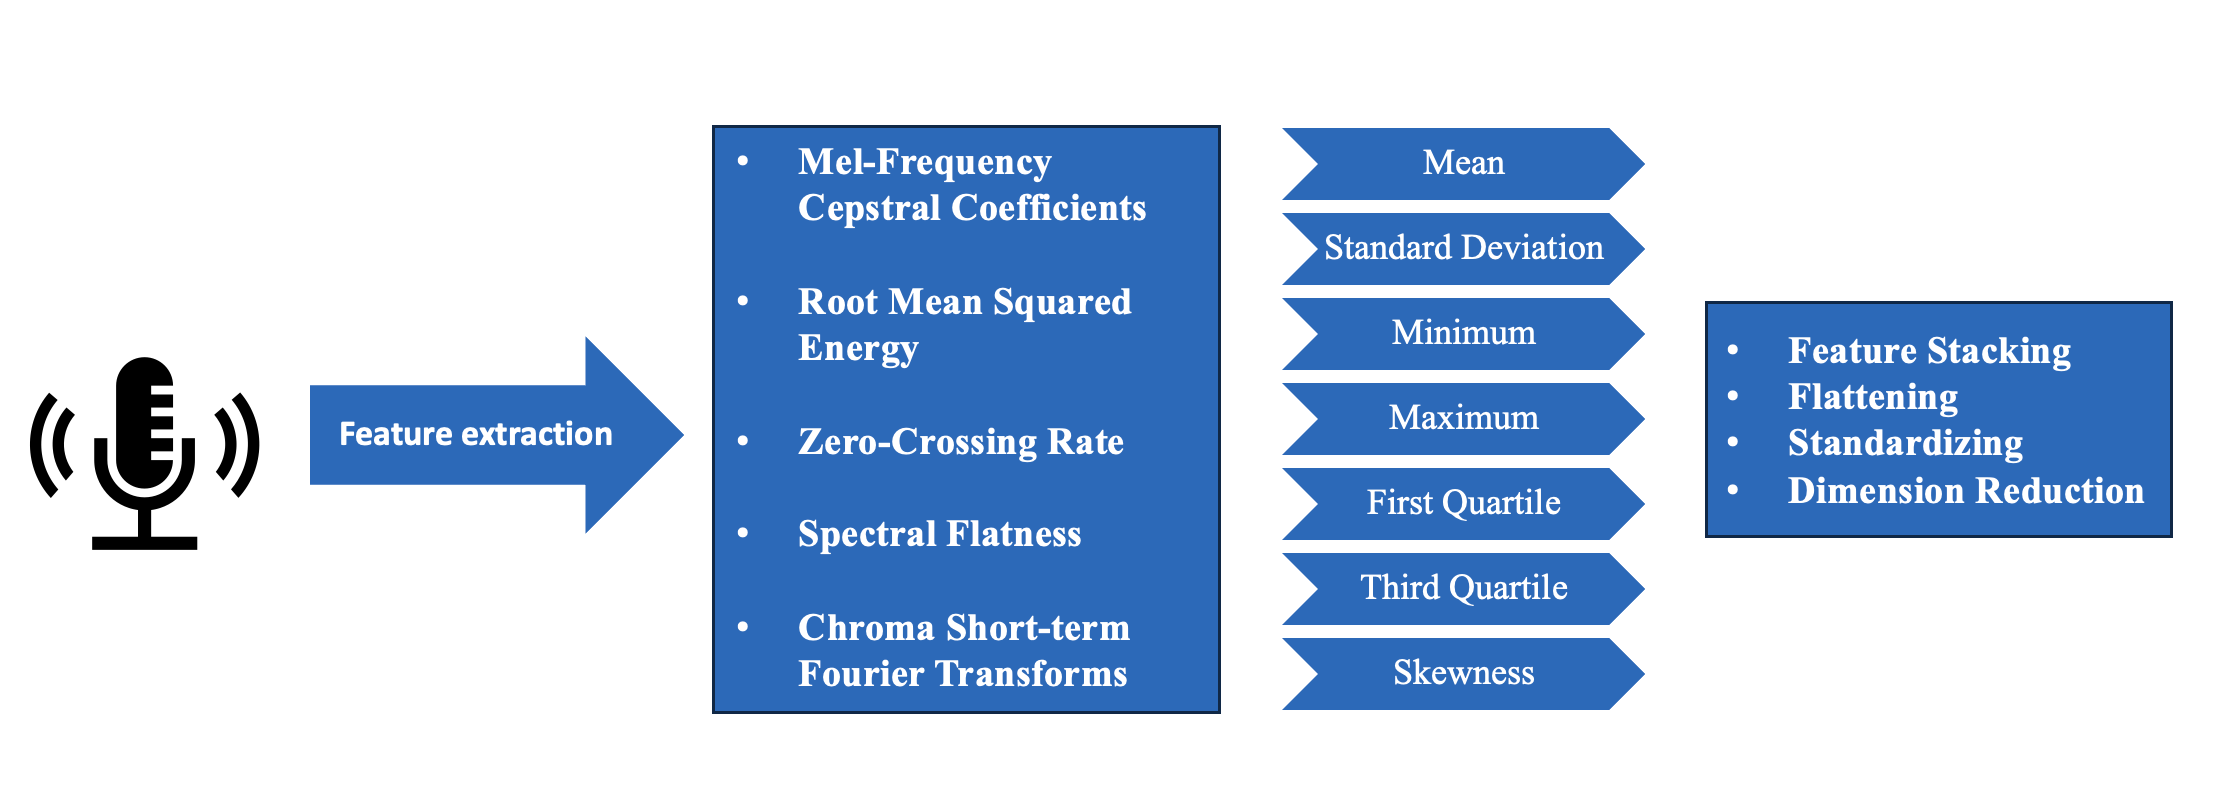 Feature extraction
• Mel-Frequency
Cepstral Coefficients
• Root Mean Squared
Energy
• Zero-Crossing Rate
• Spectral Flatness
• Chroma Short-term
Fourier Transforms
Mean
Standard Deviation
Minimum
Maximum
First Quartile
Third Quartile
Skewness
• Feature Stacking
• Flattening
• Standardizing
• Dimension Reduction